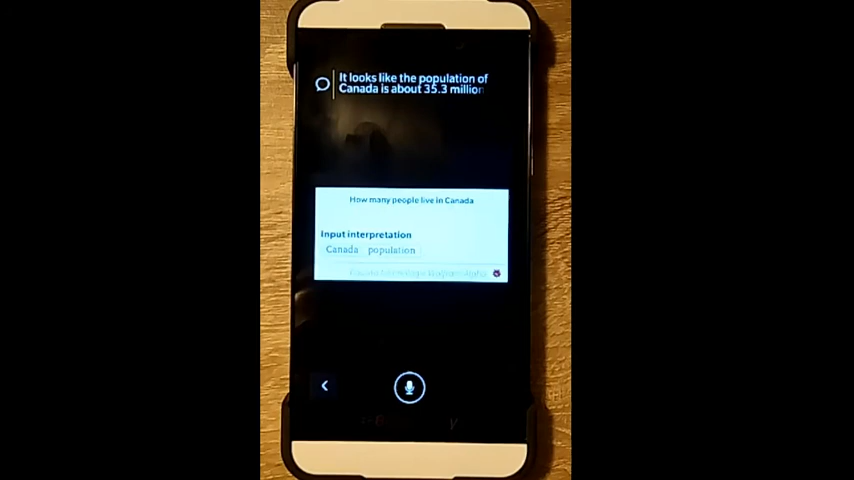 It looks like the population of
Canada is about 35.3 million
How many people live in Canada
Input interpretation
Canada population